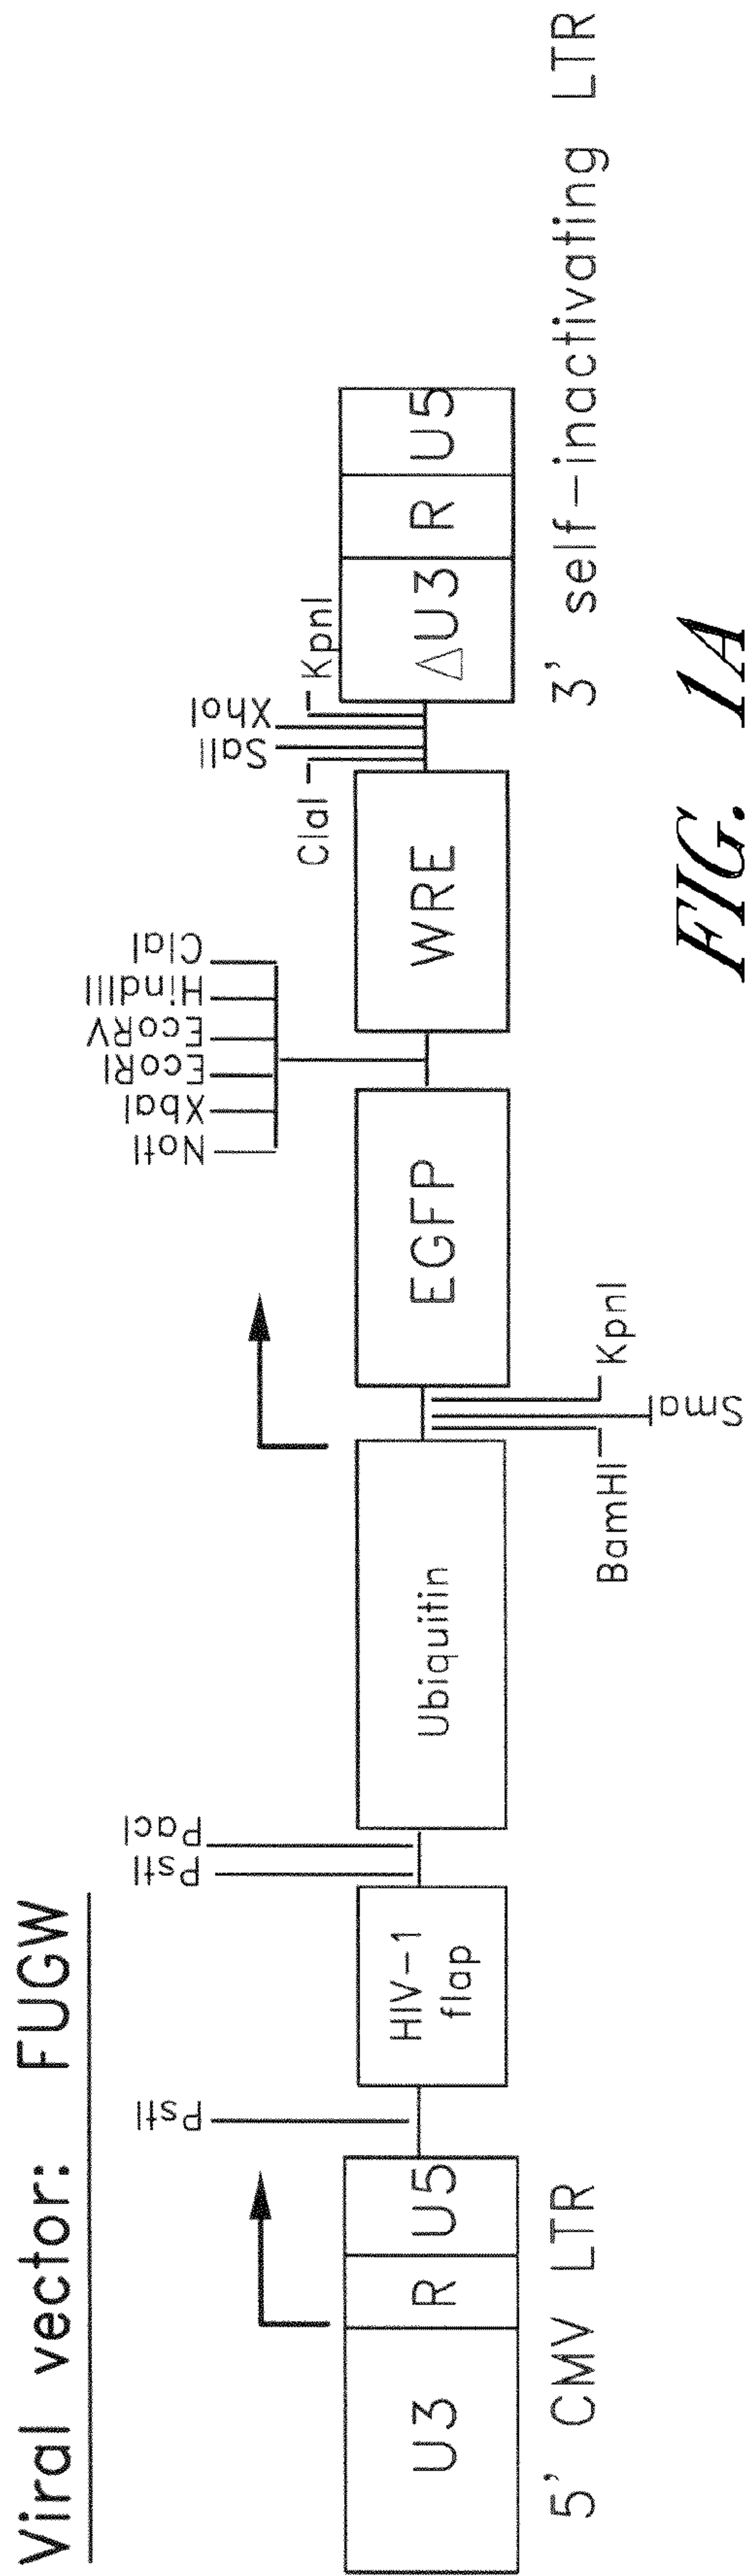 Viral vector: FUGW
PstI
PstI
PacI
NotI
XbaI
EcoRI
EcoRV
HindIII
ClaI
ClaI
SalI
XhoI
KpnI
U3
R
U5
HIV-1
flap
Ubiquitin
EGFP
WRE
△U3
R
U5
BamHI
SmaI
KpnI
5' CMV LTR
3' self-inactivating LTR
FIG. 1A